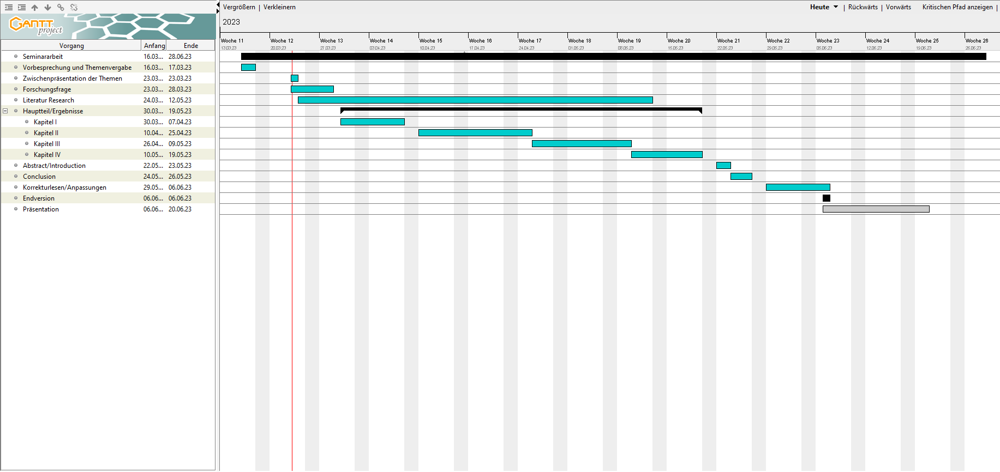 Vergrößern | Verkleinern
Heute | Rückwärts | Vorwärts Kritischen Pfad anzeigen |
GANTT project
2023
Vorgang Anfang Ende
Woche 11 Woche 12 Woche 13 Woche 14 Woche 15 Woche 16 Woche 17 Woche 18 Woche 19 Woche 20 Woche 21 Woche 22 Woche 23 Woche 24 Woche 25 Woche 26
13.03.23 20.03.23 27.03.23 03.04.23 10.04.23 17.04.23 24.04.23 01.05.23 08.05.23 15.05.23 22.05.23 29.05.23 05.06.23 12.06.23 19.06.23 26.06.23
Seminararbeit 16.03... 28.06.23
Vorbesprechung und Themenvergabe 16.03... 17.03.23
Zwischenpräsentation der Themen 23.03... 23.03.23
Forschungsfrage 23.03... 28.03.23
Literatur Research 24.03... 12.05.23
Hauptteil/Ergebnisse 30.03... 19.05.23
Kapitel I 30.03... 07.04.23
Kapitel II 10.04... 25.04.23
Kapitel III 26.04... 09.05.23
Kapitel IV 10.05... 19.05.23
Abstract/Introduction 22.05... 23.05.23
Conclusion 24.05... 26.05.23
Korrekturlesen/Anpassungen 29.05... 06.06.23
Endversion 06.06... 06.06.23
Präsentation 06.06... 20.06.23